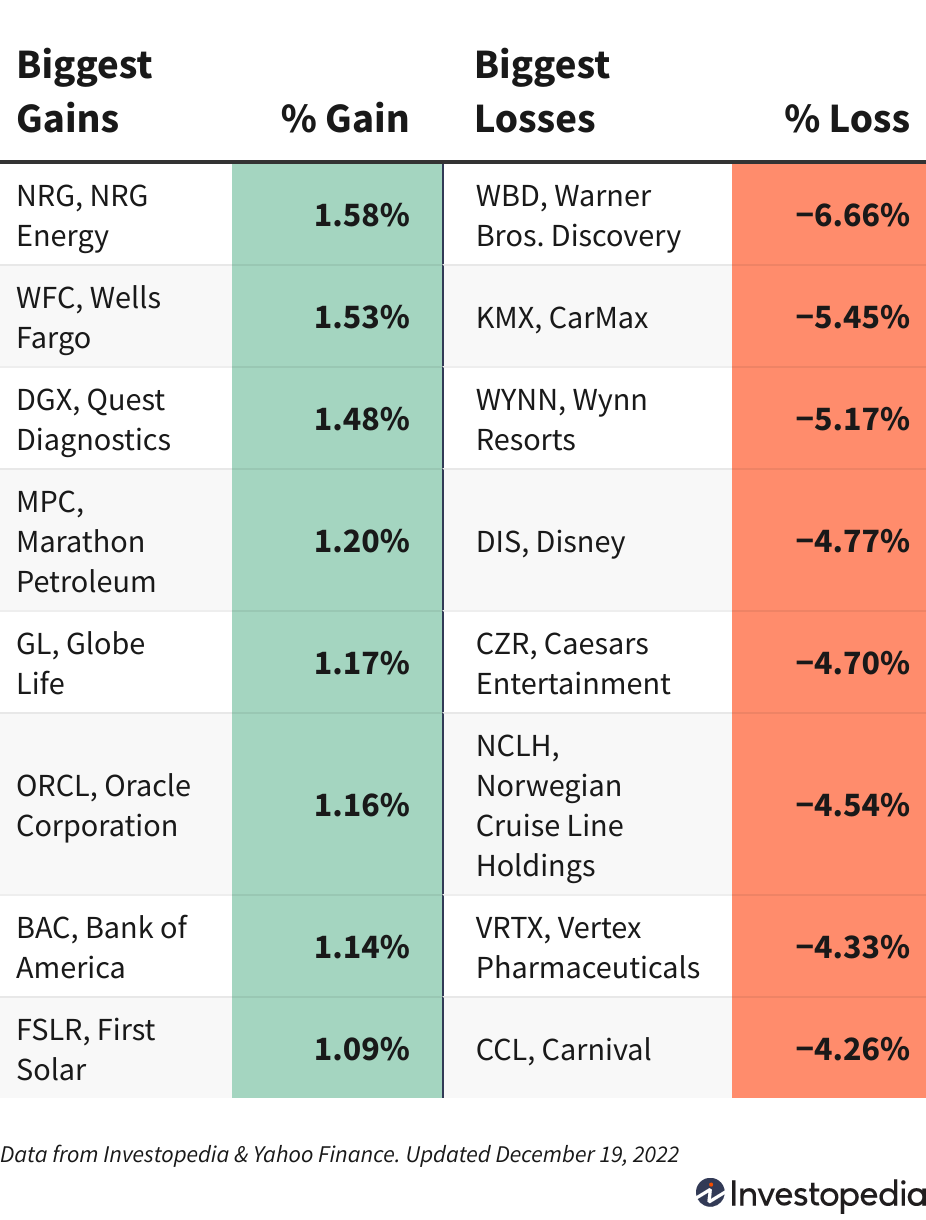 Biggest Gains % Gain Biggest Losses % Loss
NRG, NRG Energy 1.58% WBD, Warner Bros. Discovery −6.66%
WFC, Wells Fargo 1.53% KMX, CarMax −5.45%
DGX, Quest Diagnostics 1.48% WYNN, Wynn Resorts −5.17%
MPC, Marathon Petroleum 1.20% DIS, Disney −4.77%
GL, Globe Life 1.17% CZR, Caesars Entertainment −4.70%
ORCL, Oracle Corporation 1.16% NCLH, Norwegian Cruise Line Holdings −4.54%
BAC, Bank of America 1.14% VRTX, Vertex Pharmaceuticals −4.33%
FSLR, First Solar 1.09% CCL, Carnival −4.26%
Data from Investopedia & Yahoo Finance. Updated December 19, 2022
Investopedia